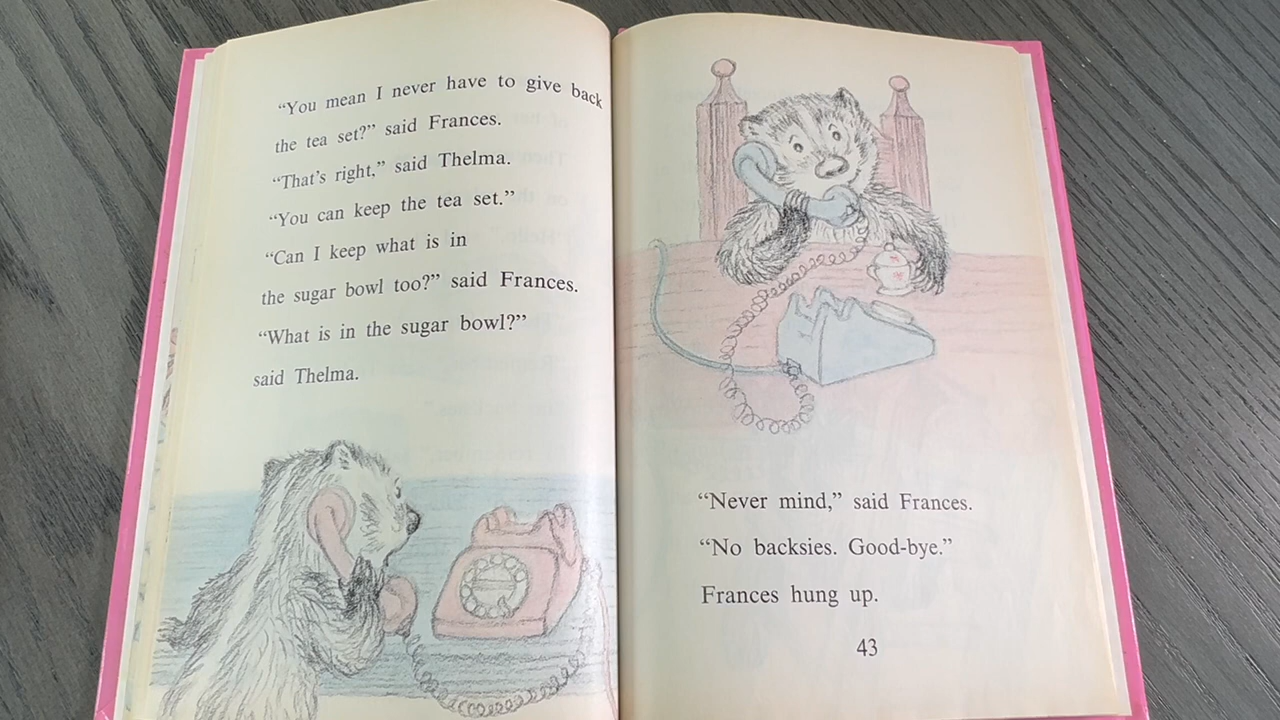 “You mean I never have to give back
the tea set?” said Frances.
“That’s right,” said Thelma.
“You can keep the tea set.”
“Can I keep what is in
the sugar bowl too?” said Frances.
“What is in the sugar bowl?”
said Thelma.
“Never mind,” said Frances.
“No backsies. Good-bye.”
Frances hung up.
43